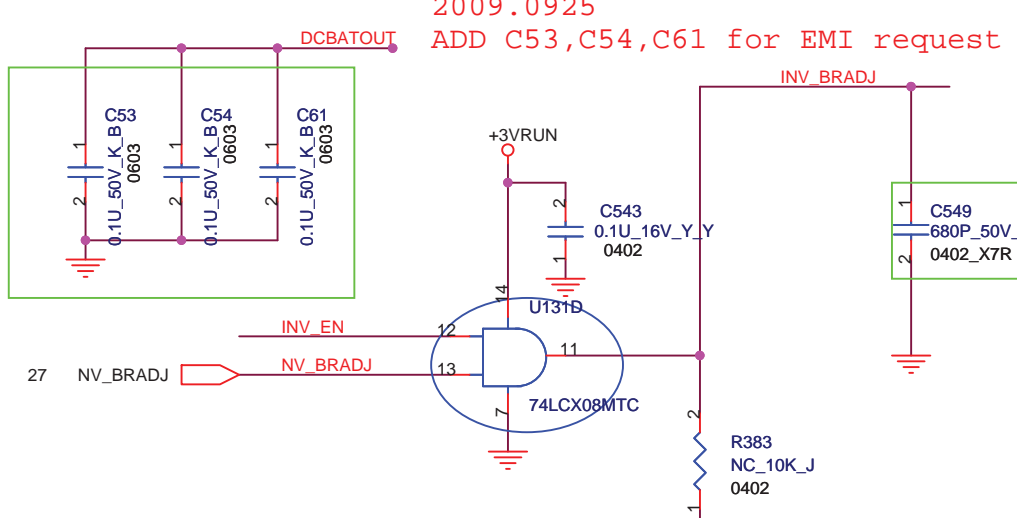 2009.0925
ADD C53,C54,C61 for EMI request
DCBATOUT
INV_BRADJ
C53
1
2
0.1U_50V_K_B
0603
C54
1
2
0.1U_50V_K_B
0603
C61
1
2
0.1U_50V_K_B
0603
+3VRUN
2
C543
0.1U_16V_Y_Y
0402
1
1
C549
680P_50V_
0402_X7R
2
14
U131D
INV_EN
12
11
27
NV_BRADJ
NV_BRADJ
13
7
74LCX08MTC
2
R383
NC_10K_J
0402
1